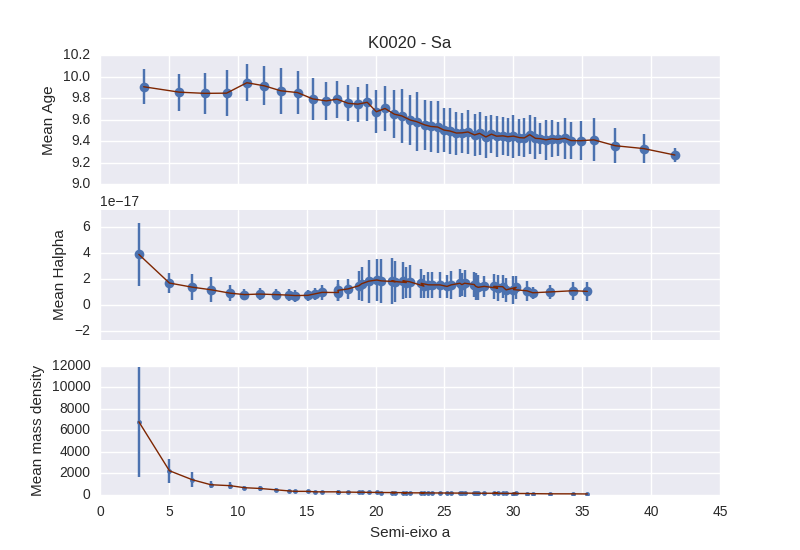 K0020 - Sa
10.2
10.0
9.8
9.6
9.4
9.2
9.0
Mean Age
1e−17
6
4
2
0
−2
Mean Halpha
12000
10000
8000
6000
4000
2000
0
Mean mass density
0 5 10 15 20 25 30 35 40 45
Semi-eixo a